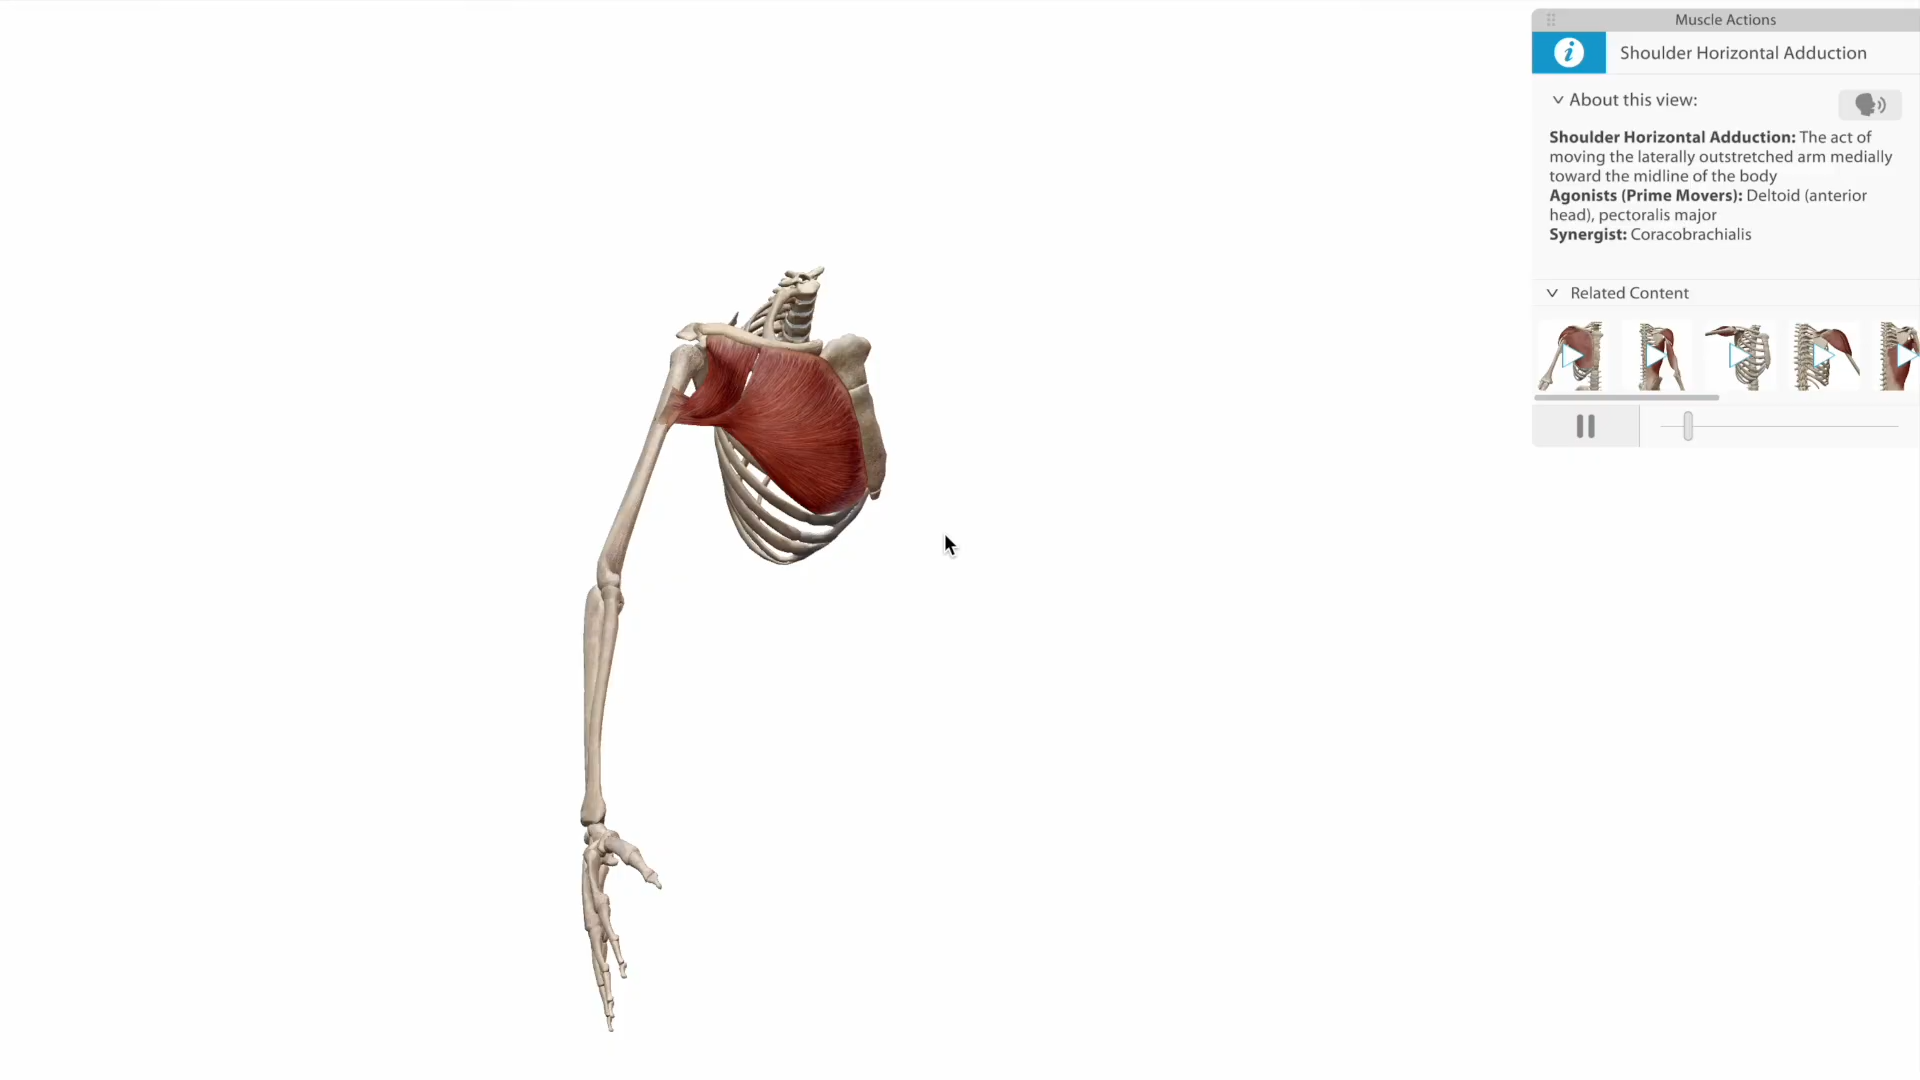 Muscle Actions
Shoulder Horizontal Adduction
About this view:
Shoulder Horizontal Adduction: The act of
moving the laterally outstretched arm medially
toward the midline of the body
Agonists (Prime Movers): Deltoid (anterior
head), pectoralis major
Synergist: Coracobrachialis
Related Content